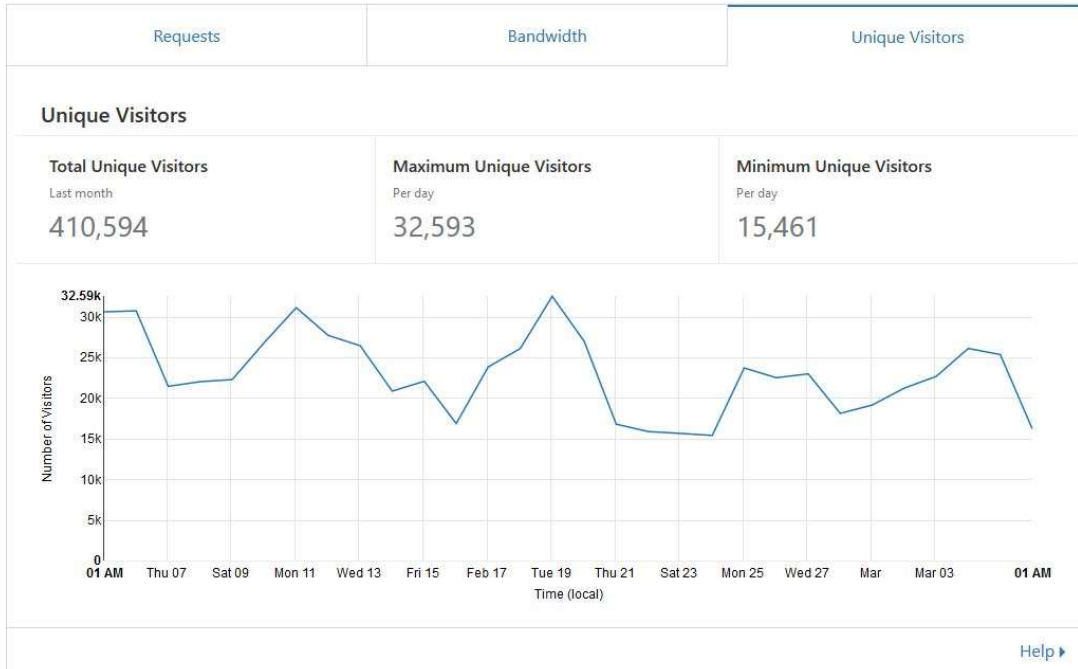 Requests Bandwidth Unique Visitors
Unique Visitors
Total Unique Visitors Maximum Unique Visitors Minimum Unique Visitors
Last month Per day Per day
410,594 32,593 15,461
32.59k
30k
25k
20k
15k
10k
5k
0
Number of Visitors
01 AM Thu 07 Sat 09 Mon 11 Wed 13 Fri 15 Feb 17 Tue 19 Thu 21 Sat 23 Mon 25 Wed 27 Mar Mar 03 01 AM
Time (local)
Help